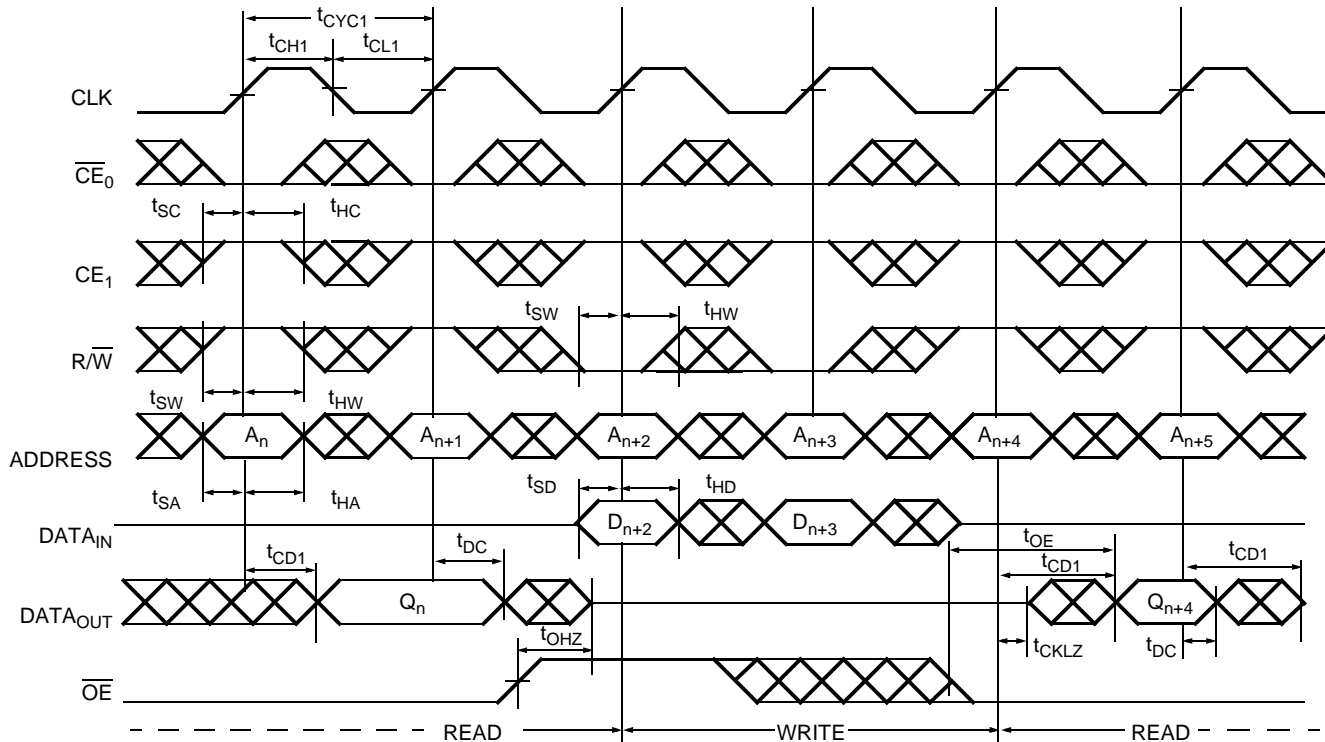 tCYC1
tCH1 tCL1
CLK
CE0
tSC tHC
CE1
tSW tHW
R/W
tSW tHW
An An+1 An+2 An+3 An+4 An+5
ADDRESS
tSA tHA tSD tHD
DATAIN Dn+2 Dn+3
tOE
tCD1 tDC tCD1 tCD1
DATAOUT Qn Qn+4
tOHZ tCKLZ tDC
OE
READ WRITE READ